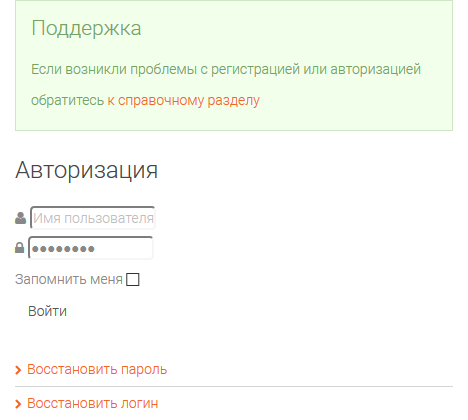 Поддержка
Если возникли проблемы с регистрацией или авторизацией
обратитесь к справочному разделу
Авторизация
Имя пользователя
••••••••
Запомнить меня
Войти
Восстановить пароль
Восстановить логин